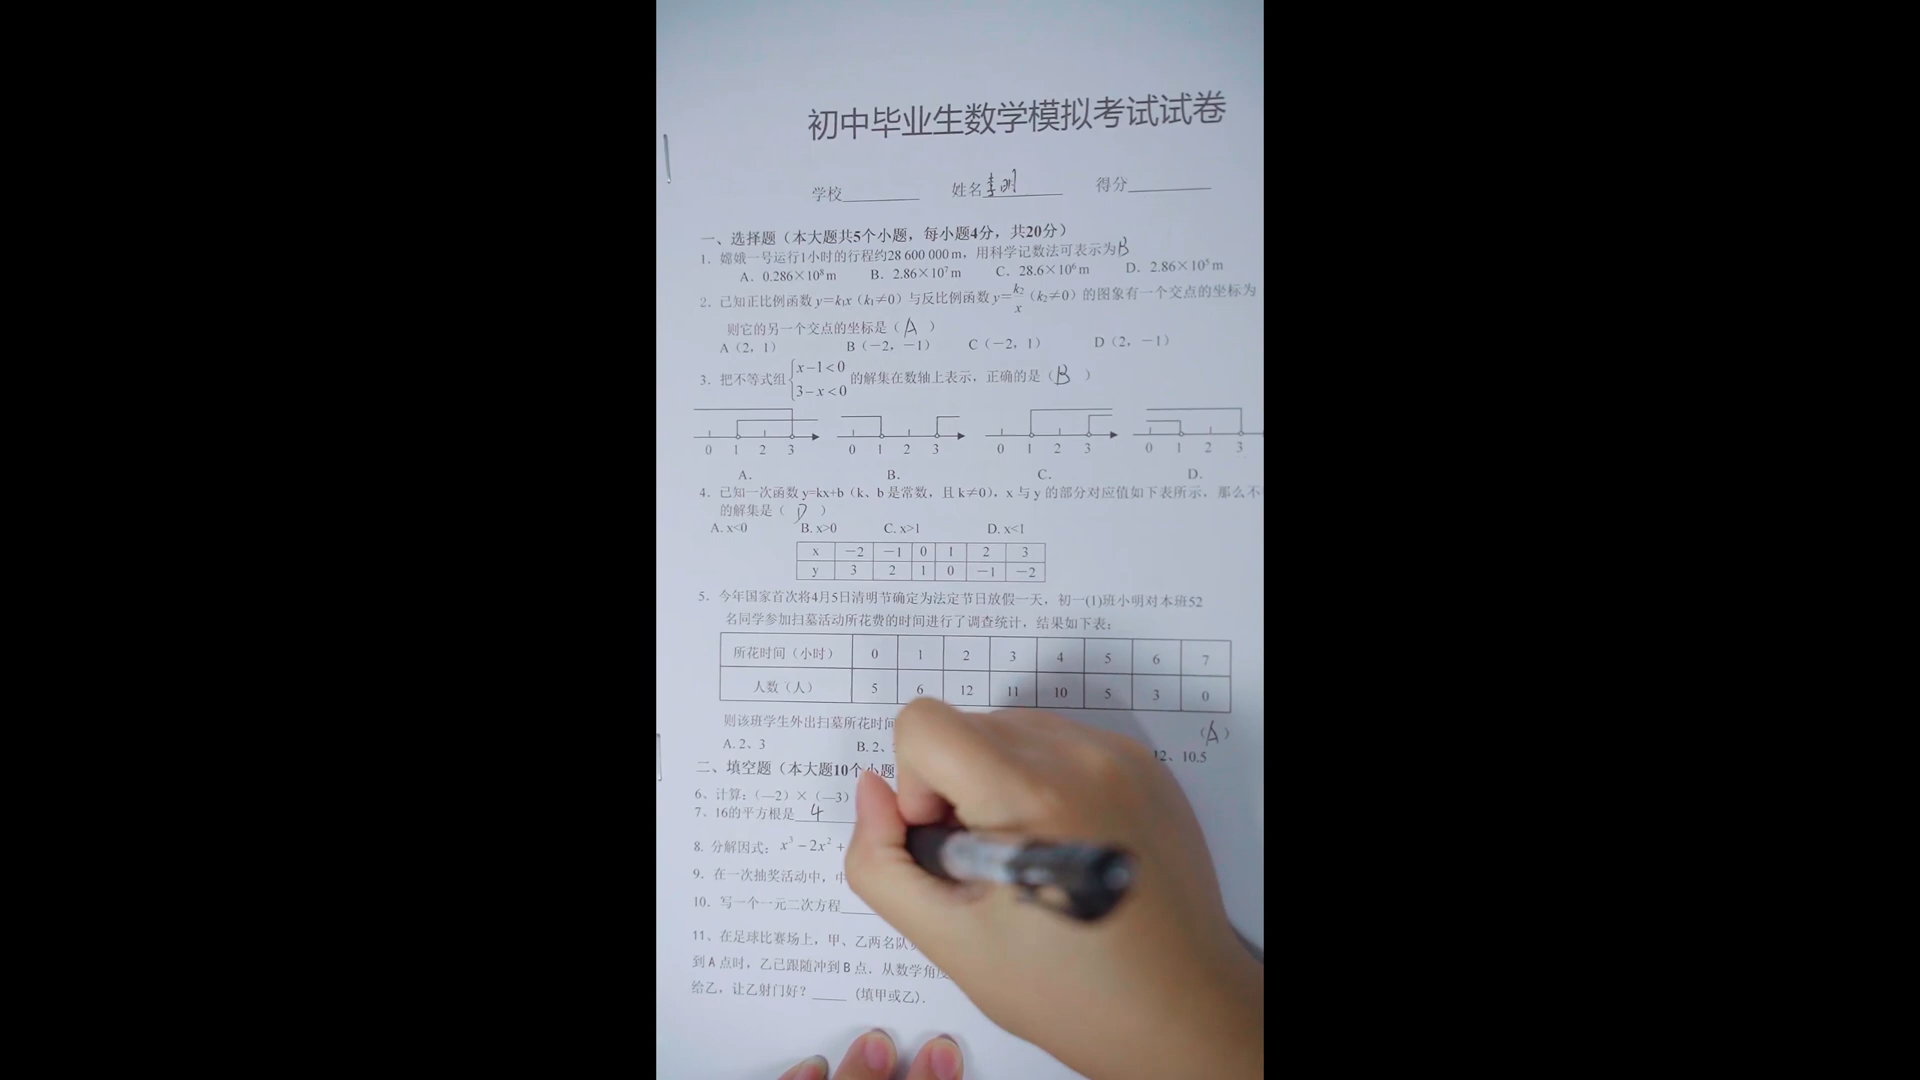 初中毕业生数学模拟考试试卷
学校________ 姓名李明 得分________
一、选择题（本大题共5个小题，每小题4分，共20分）
1．嫦娥一号运行1小时的行程约28 600 000 m，用科学记数法可表示为B
A．0.286×10⁸ m B．2.86×10⁷ m C．28.6×10⁶ m D．2.86×10⁵ m
2．已知正比例函数 y＝k₁x（k₁≠0）与反比例函数 y＝k₂/x（k₂≠0）的图象有一个交点的坐标为
则它的另一个交点的坐标是（ A ）
A（2，1） B（－2，－1） C（－2，1） D（2，－1）
3．把不等式组{x−1<0 3−x<0 的解集在数轴上表示，正确的是（ B ）
0 1 2 3 0 1 2 3 0 1 2 3 0 1 2 3
A． B． C． D．
4．已知一次函数 y=kx+b（k、b 是常数，且 k≠0），x 与 y 的部分对应值如下表所示，那么不
的解集是（ D ）
A. x<0 B. x>0 C. x>1 D. x<1
x －2 －1 0 1 2 3
y 3 2 1 0 －1 －2
5．今年国家首次将4月5日清明节确定为法定节日放假一天，初一(1)班小明对本班52
名同学参加扫墓活动所花费的时间进行了调查统计，结果如下表：
所花时间（小时） 0 1 2 3 4 5 6 7
人数（人） 5 6 12 11 10 5 3 0
则该班学生外出扫墓所花时间
（A）
A. 2、3 B. 2、 12、10.5
二、填空题（本大题10个小题
6、计算：（—2）×（—3）
7、16的平方根是 4
8. 分解因式：x³−2x²+
9．在一次抽奖活动中，中
10．写一个一元二次方程
11、在足球比赛场上，甲、乙两名队员
到 A 点时，乙已跟随冲到 B 点．从数学角度
给乙，让乙射门好？____（填甲或乙）．